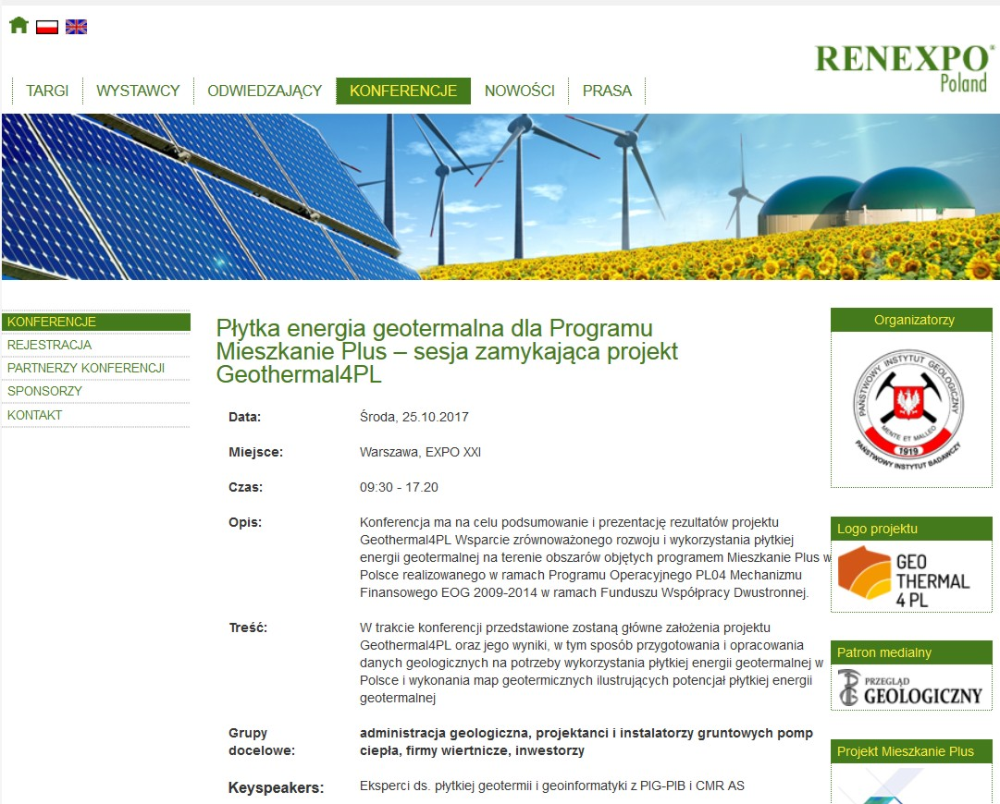 RENEXPO®
Poland
TARGI WYSTAWCY ODWIEDZAJĄCY KONFERENCJE NOWOŚCI PRASA
KONFERENCJE
REJESTRACJA
PARTNERZY KONFERENCJI
SPONSORZY
KONTAKT
Płytka energia geotermalna dla Programu
Mieszkanie Plus – sesja zamykająca projekt
Geothermal4PL
Data: Środa, 25.10.2017
Miejsce: Warszawa, EXPO XXI
Czas: 09:30 - 17.20
Opis: Konferencja ma na celu podsumowanie i prezentację rezultatów projektu
Geothermal4PL Wsparcie zrównoważonego rozwoju i wykorzystania płytkiej
energii geotermalnej na terenie obszarów objętych programem Mieszkanie Plus w
Polsce realizowanego w ramach Programu Operacyjnego PL04 Mechanizmu
Finansowego EOG 2009-2014 w ramach Funduszu Współpracy Dwustronnej.
Treść: W trakcie konferencji przedstawione zostaną główne założenia projektu
Geothermal4PL oraz jego wyniki, w tym sposób przygotowania i opracowania
danych geologicznych na potrzeby wykorzystania płytkiej energii geotermalnej w
Polsce i wykonania map geotermicznych ilustrujących potencjał płytkiej energii
geotermalnej
Grupy docelowe: administracja geologiczna, projektanci i instalatorzy gruntowych pomp
ciepła, firmy wiertnicze, inwestorzy
Keyspeakers: Eksperci ds. płytkiej geotermii i geoinformatyki z PIG-PIB i CMR AS
Organizatorzy
PAŃSTWOWY INSTYTUT GEOLOGICZNY
MENTE ET MALLEO
1919
PAŃSTWOWY INSTYTUT BADAWCZY
Logo projektu
GEO
THERMAL
4 PL
Patron medialny
PRZEGLĄD
GEOLOGICZNY
Projekt Mieszkanie Plus